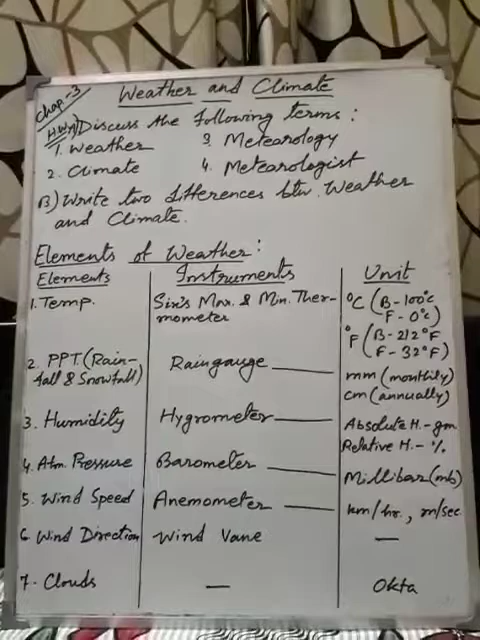 Chap.-3
Weather and Climate
H.W. A) Discuss the following terms:
1. Weather 3. Metearology
2. Climate 4. Metearologist
B) Write two differences btw. Weather
and Climate.
Elements of Weather:
Elements Instruments Unit
1. Temp. Six's Max. & Min. Ther-
mometer
°C (B-100°C
F-0°C)
°F (B-212°F
F-32°F)
2. PPT (Rain-
fall & Snowfall)
Raingauge
mm (monthly)
cm (annually)
3. Humidity Hygrometer
Absolute H.-gm
Relative H.- %
4. Atm. Pressure Barometer Millibar (mb)
5. Wind Speed Anemometer km/hr., m/sec
6. Wind Direction Wind Vane —
7. Clouds — Okta